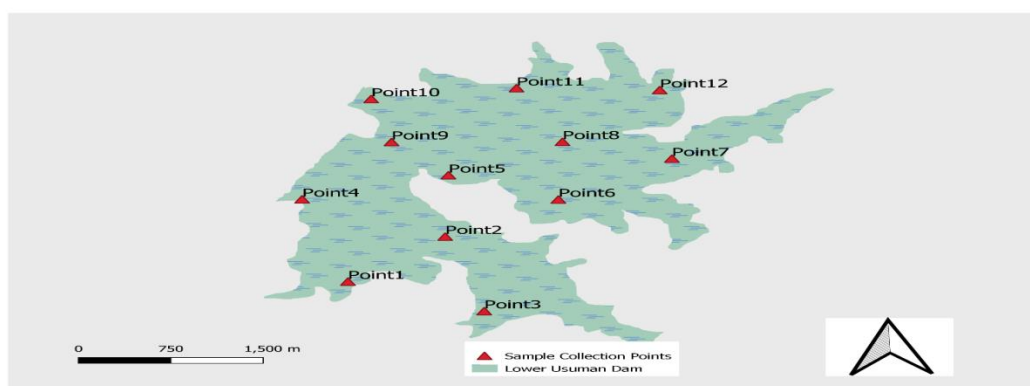 Point11
Point12
Point10
Point9
Point8
Point7
Point5
Point4
Point6
Point2
Point1
Point3
0 750 1,500 m
Sample Collection Points
Lower Usuman Dam